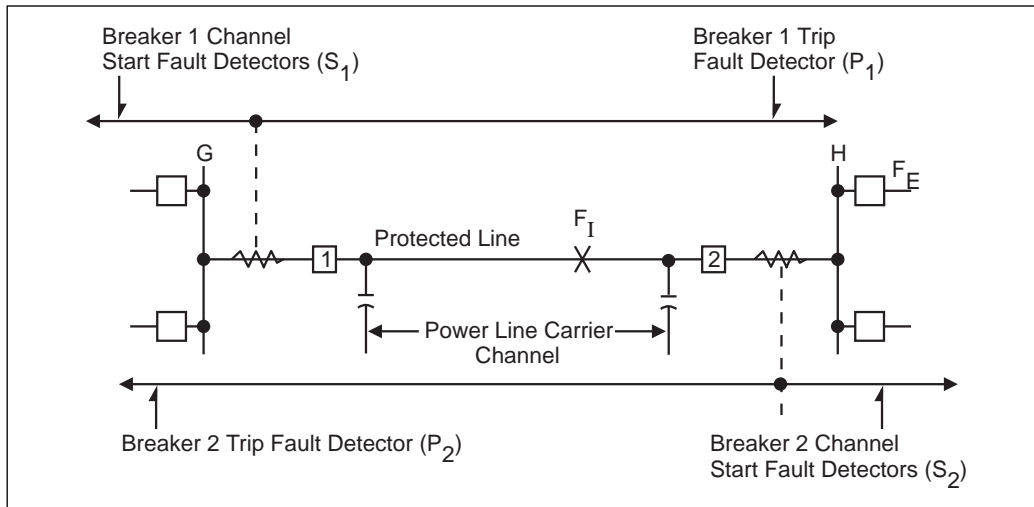 Breaker 1 Channel
Start Fault Detectors (S1)
Breaker 1 Trip
Fault Detector (P1)
G
H
FE
FI
Protected Line
1
2
Power Line Carrier
Channel
Breaker 2 Trip Fault Detector (P2)
Breaker 2 Channel
Start Fault Detectors (S2)